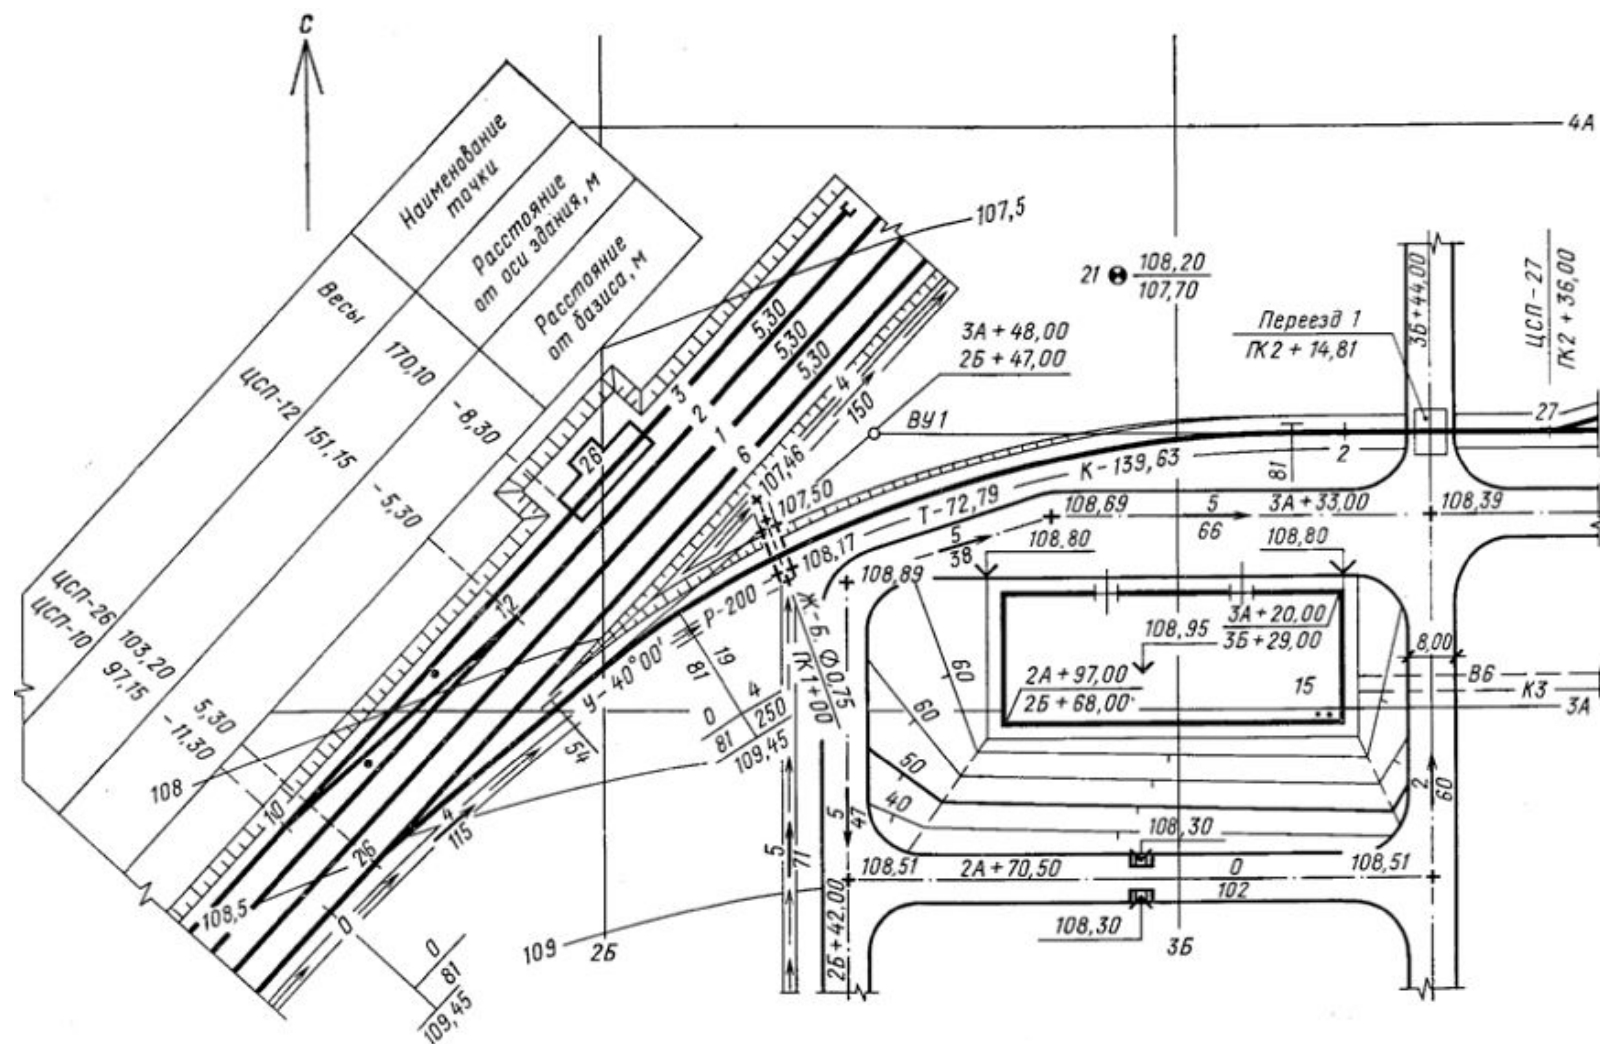 С
Наименование
точки
Расстояние
от оси здания, м
Расстояние
от базиса, м
Весы
170,10
-8,30
ЦСП-12
151,15
-5,30
ЦСП-26
103,20
5,30
ЦСП-10
97,15
-11,30
4А
107,5
21
108,20
107,70
3А+48,00
2Б+47,00
ВУ1
Переезд 1
ПК2+14,81
3Б+44,00
ЦСП-27
ПК2+36,00
27
5,30
5,30
5,30
3
2
1
6
4
150
26
107,46
107,50
К-139,63
Т-72,79
81
2
108,69
5
66
3А+33,00
108,39
5
38
108,80
108,80
108,17
108,89
Р-200
У-40°00'
Ж-Б. Ø0,75
ПК1+00
12
19
81
54
0
81
4
250
109,45
108,95
3А+20,00
3Б+29,00
2А+97,00
2Б+68,00
15
8,00
В6
К3
3А
60
60
50
40
2
60
108
10
26
4
115
5
71
5
47
108,30
108,51
2А+70,50
0
102
108,51
108,30
108,5
0
0
81
109,45
109
2Б
2Б+42,00
3Б